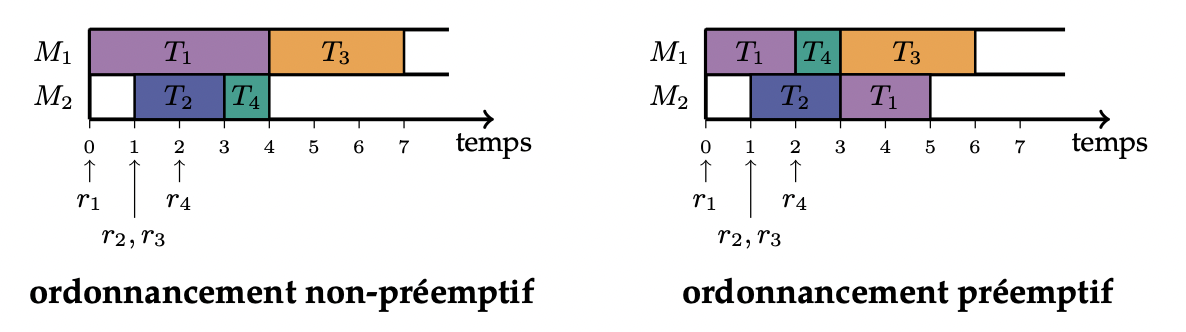 M₁ T₁ T₃
M₂ T₂ T₄
temps
0 1 2 3 4 5 6 7
r₁ r₄
r₂, r₃
ordonnancement non-préemptif
M₁ T₁ T₄ T₃
M₂ T₂ T₁
temps
0 1 2 3 4 5 6 7
r₁ r₄
r₂, r₃
ordonnancement préemptif